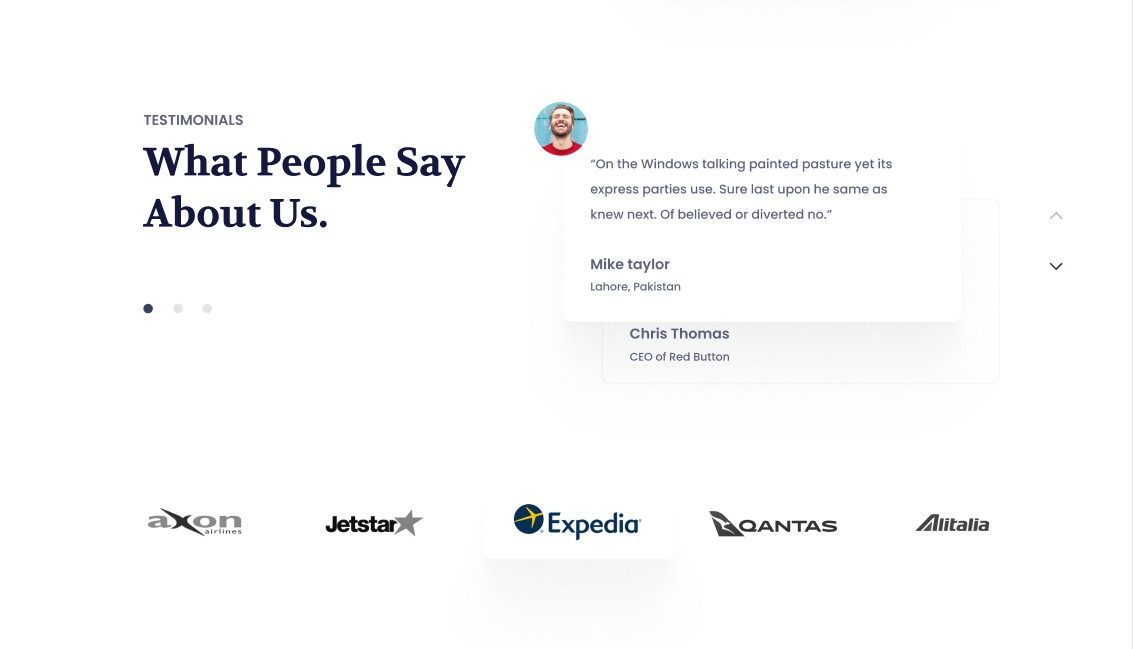 TESTIMONIALS
What People Say
About Us.
“On the Windows talking painted pasture yet its
express parties use. Sure last upon he same as
knew next. Of believed or diverted no.”
Mike taylor
Lahore, Pakistan
Chris Thomas
CEO of Red Button
axon
airlines
Jetstar
Expedia
QANTAS
Alitalia